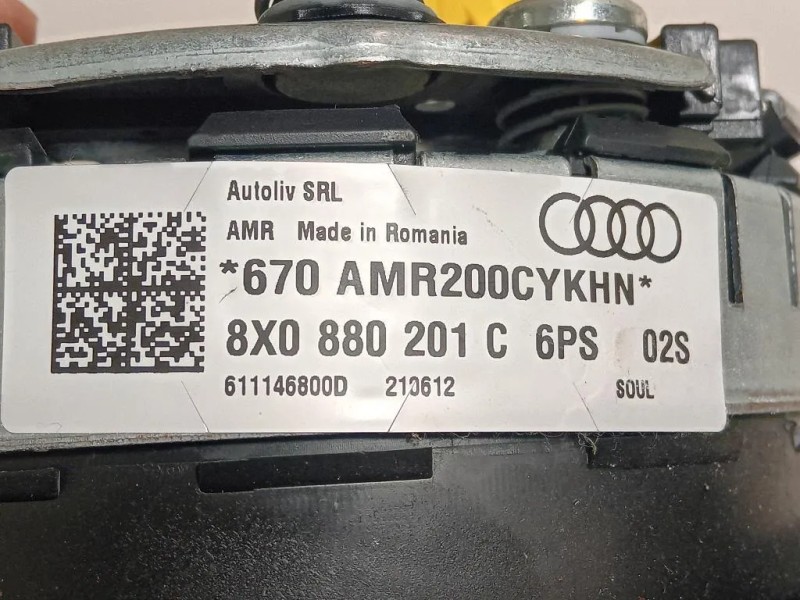 Autoliv SRL
AMR Made in Romania
*670 AMR200CYKHN*
8X0 880 201 C 6PS 02S
611146800D 210612 SOUL